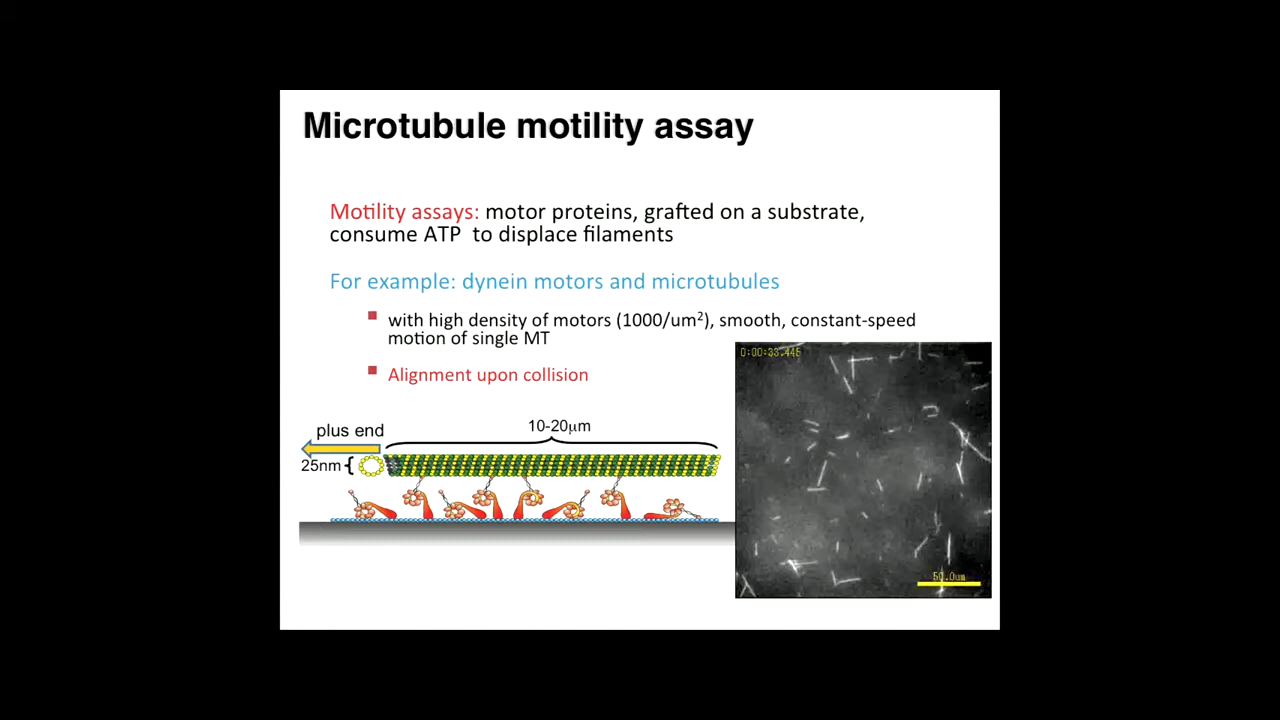 Microtubule motility assay
Motility assays: motor proteins, grafted on a substrate,
consume ATP to displace filaments
For example: dynein motors and microtubules
with high density of motors (1000/um²), smooth, constant-speed
motion of single MT
Alignment upon collision
0:00:33.445
plus end
10-20μm
25nm
50.0um